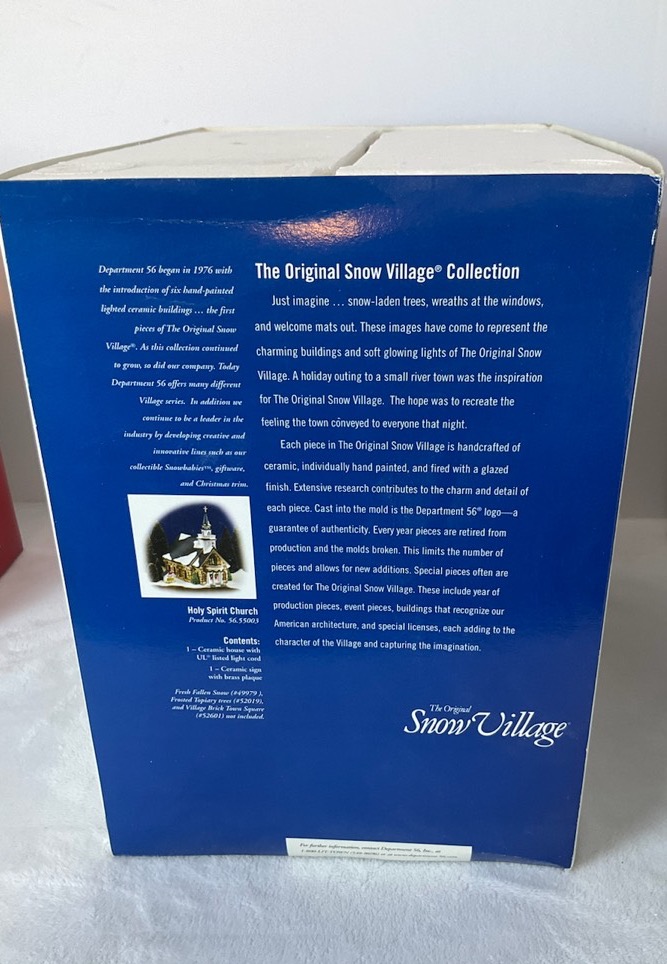 Department 56 began in 1976 with
the introduction of six hand-painted
lighted ceramic buildings ... the first
pieces of The Original Snow
Village®. As this collection continued
to grow, so did our company. Today
Department 56 offers many different
Village series. In addition we
continue to be a leader in the
industry by developing creative and
innovative lines such as our
collectible Snowbabies™, giftware,
and Christmas trim.
Holy Spirit Church
Product No. 56.55003
Contents:
1 – Ceramic house with
UL® listed light cord
1 – Ceramic sign
with brass plaque
Fresh Fallen Snow (#49979 ),
Frosted Topiary trees (#52019),
and Village Brick Town Square
(#52601) not included.
The Original Snow Village® Collection
Just imagine ... snow-laden trees, wreaths at the windows,
and welcome mats out. These images have come to represent the
charming buildings and soft glowing lights of The Original Snow
Village. A holiday outing to a small river town was the inspiration
for The Original Snow Village. The hope was to recreate the
feeling the town conveyed to everyone that night.
Each piece in The Original Snow Village is handcrafted of
ceramic, individually hand painted, and fired with a glazed
finish. Extensive research contributes to the charm and detail of
each piece. Cast into the mold is the Department 56® logo—a
guarantee of authenticity. Every year pieces are retired from
production and the molds broken. This limits the number of
pieces and allows for new additions. Special pieces often are
created for The Original Snow Village. These include year of
production pieces, event pieces, buildings that recognize our
American architecture, and special licenses, each adding to the
character of the Village and capturing the imagination.
The Original
Snow Village®
For further information, contact Department 56, Inc., at